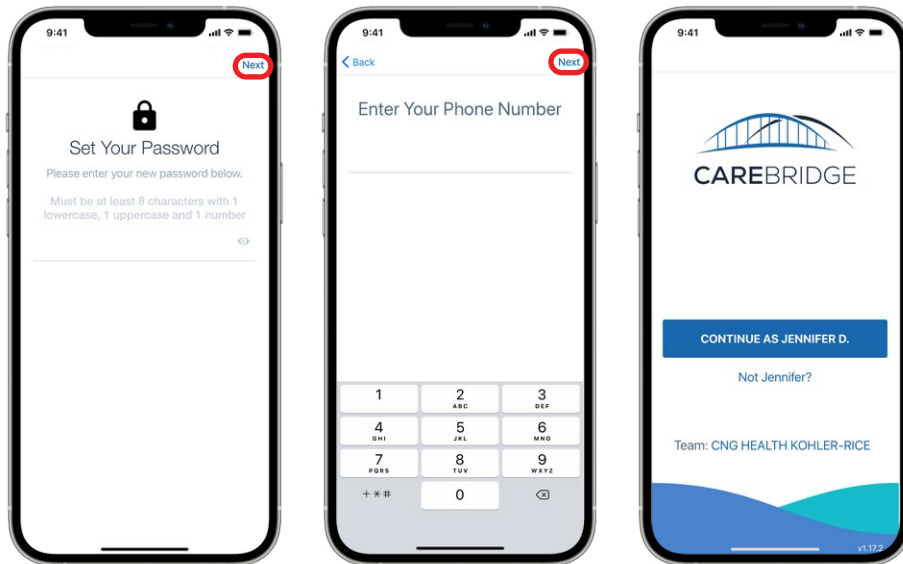 9:41
Next
Set Your Password
Please enter your new password below.
Must be at least 8 characters with 1
lowercase, 1 uppercase and 1 number
9:41
Back
Next
Enter Your Phone Number
1
2
ABC
3
DEF
4
GHI
5
JKL
6
MNO
7
PQRS
8
TUV
9
WXYZ
+ * #
0
9:41
CAREBRIDGE
CONTINUE AS JENNIFER D.
Not Jennifer?
Team: CNG HEALTH KOHLER-RICE
v1.17.2